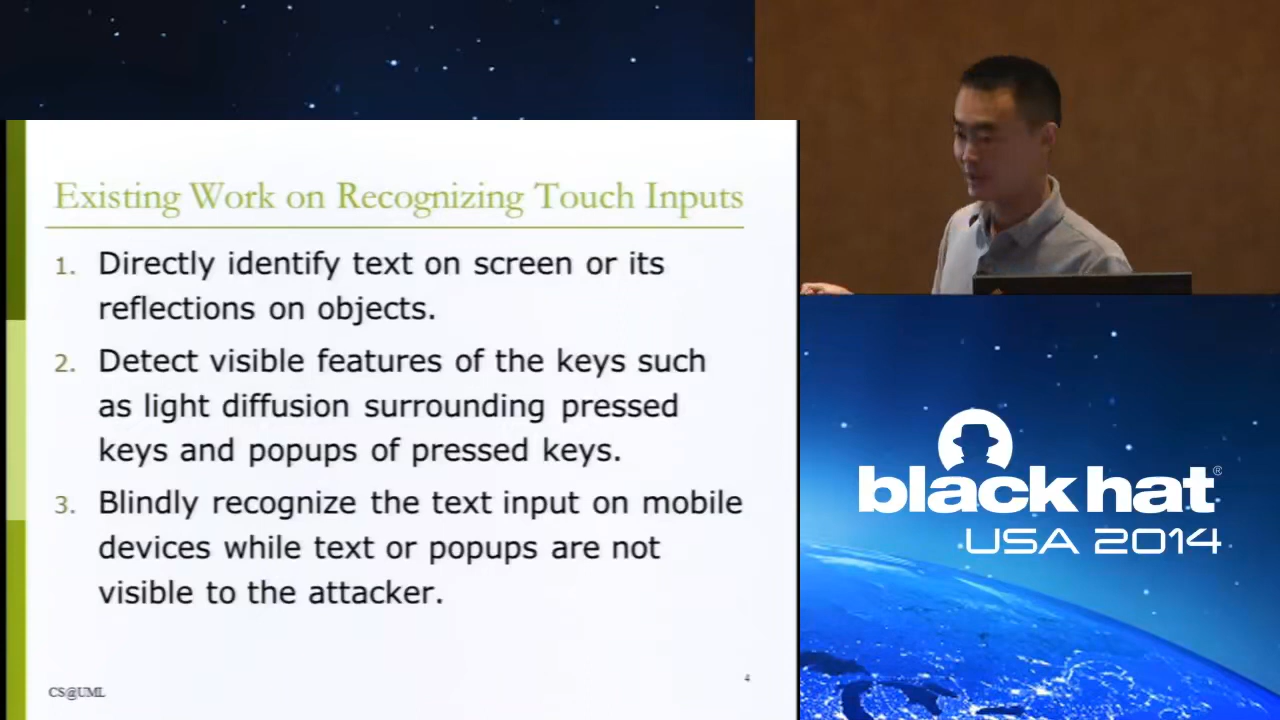 Existing Work on Recognizing Touch Inputs
1. Directly identify text on screen or its
reflections on objects.
2. Detect visible features of the keys such
as light diffusion surrounding pressed
keys and popups of pressed keys.
3. Blindly recognize the text input on mobile
devices while text or popups are not
visible to the attacker.
CS@UML
4
black hat®
USA 2014